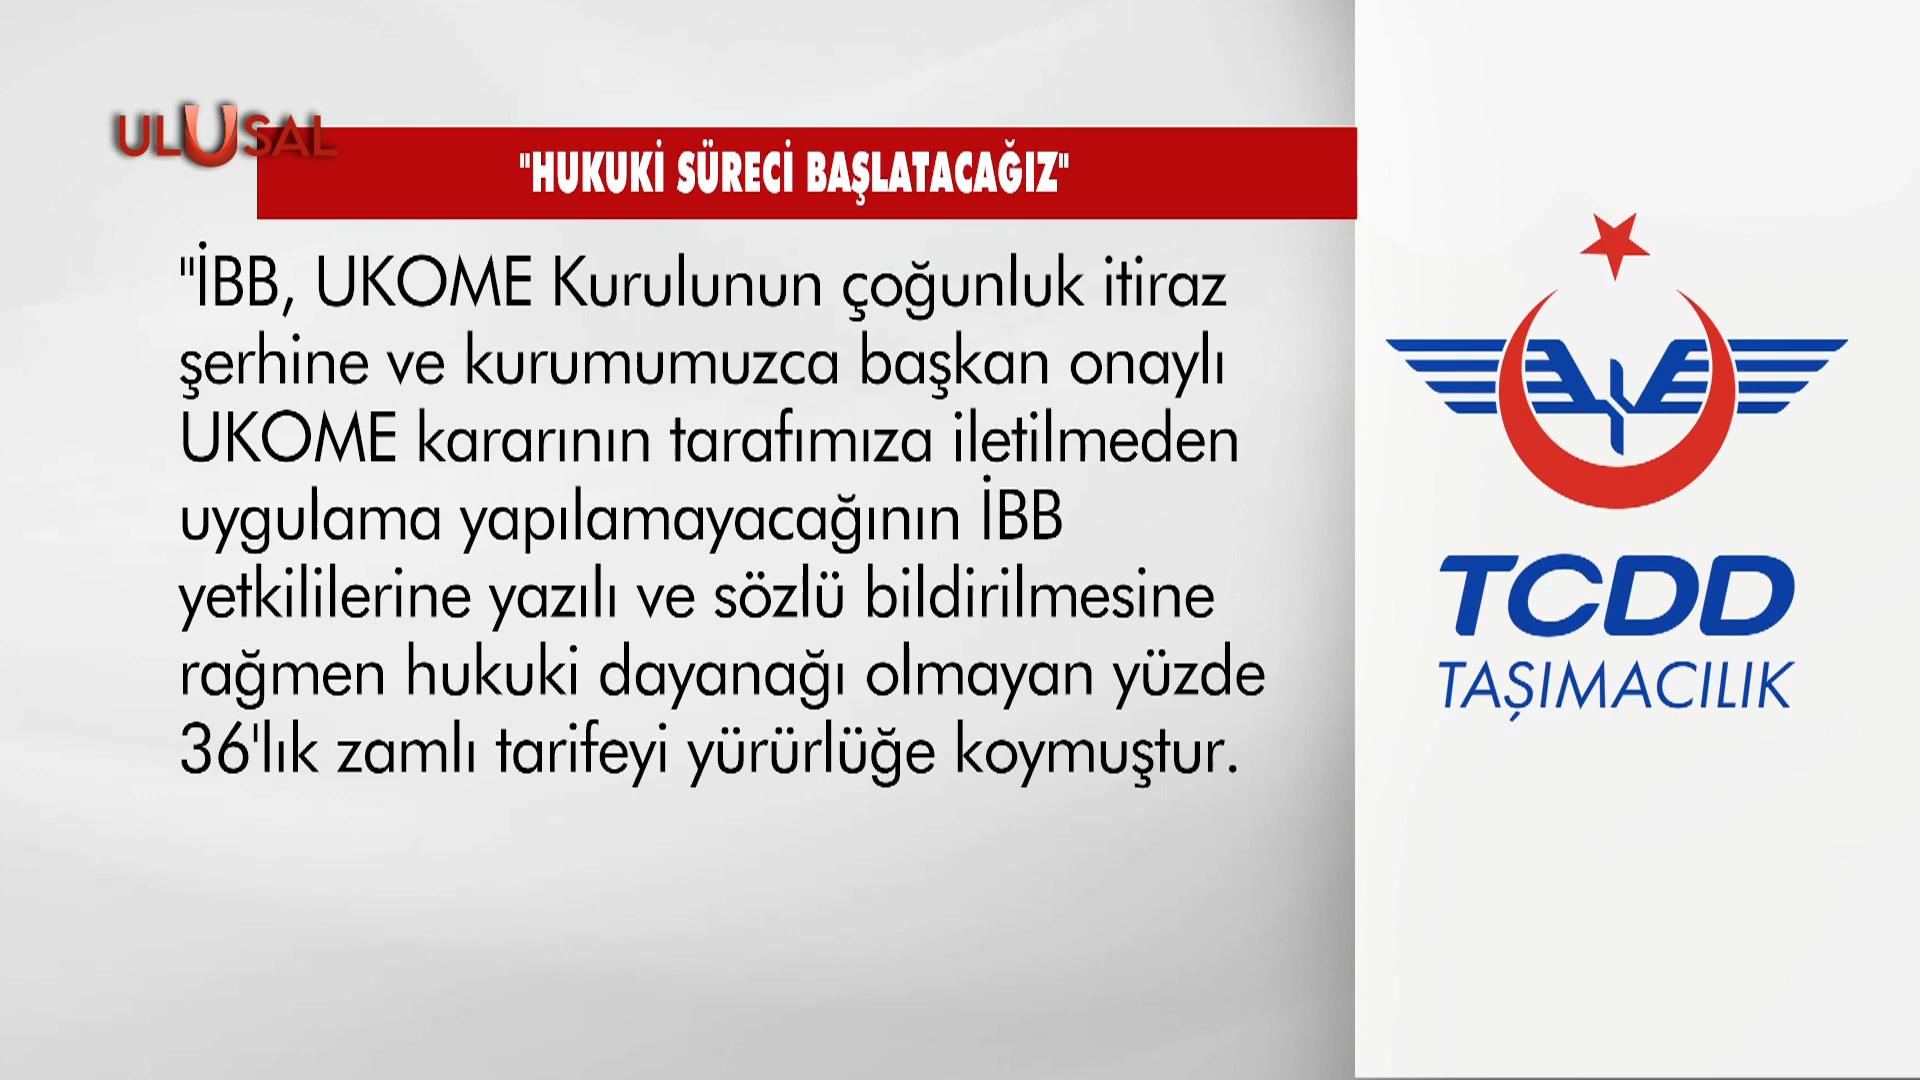 ULUSAL
"HUKUKİ SÜRECİ BAŞLATACAĞIZ"
"İBB, UKOME Kurulunun çoğunluk itiraz
şerhine ve kurumumuzca başkan onaylı
UKOME kararının tarafımıza iletilmeden
uygulama yapılamayacağının İBB
yetkililerine yazılı ve sözlü bildirilmesine
rağmen hukuki dayanağı olmayan yüzde
36'lık zamlı tarifeyi yürürlüğe koymuştur.
TCDD
TAŞIMACILIK